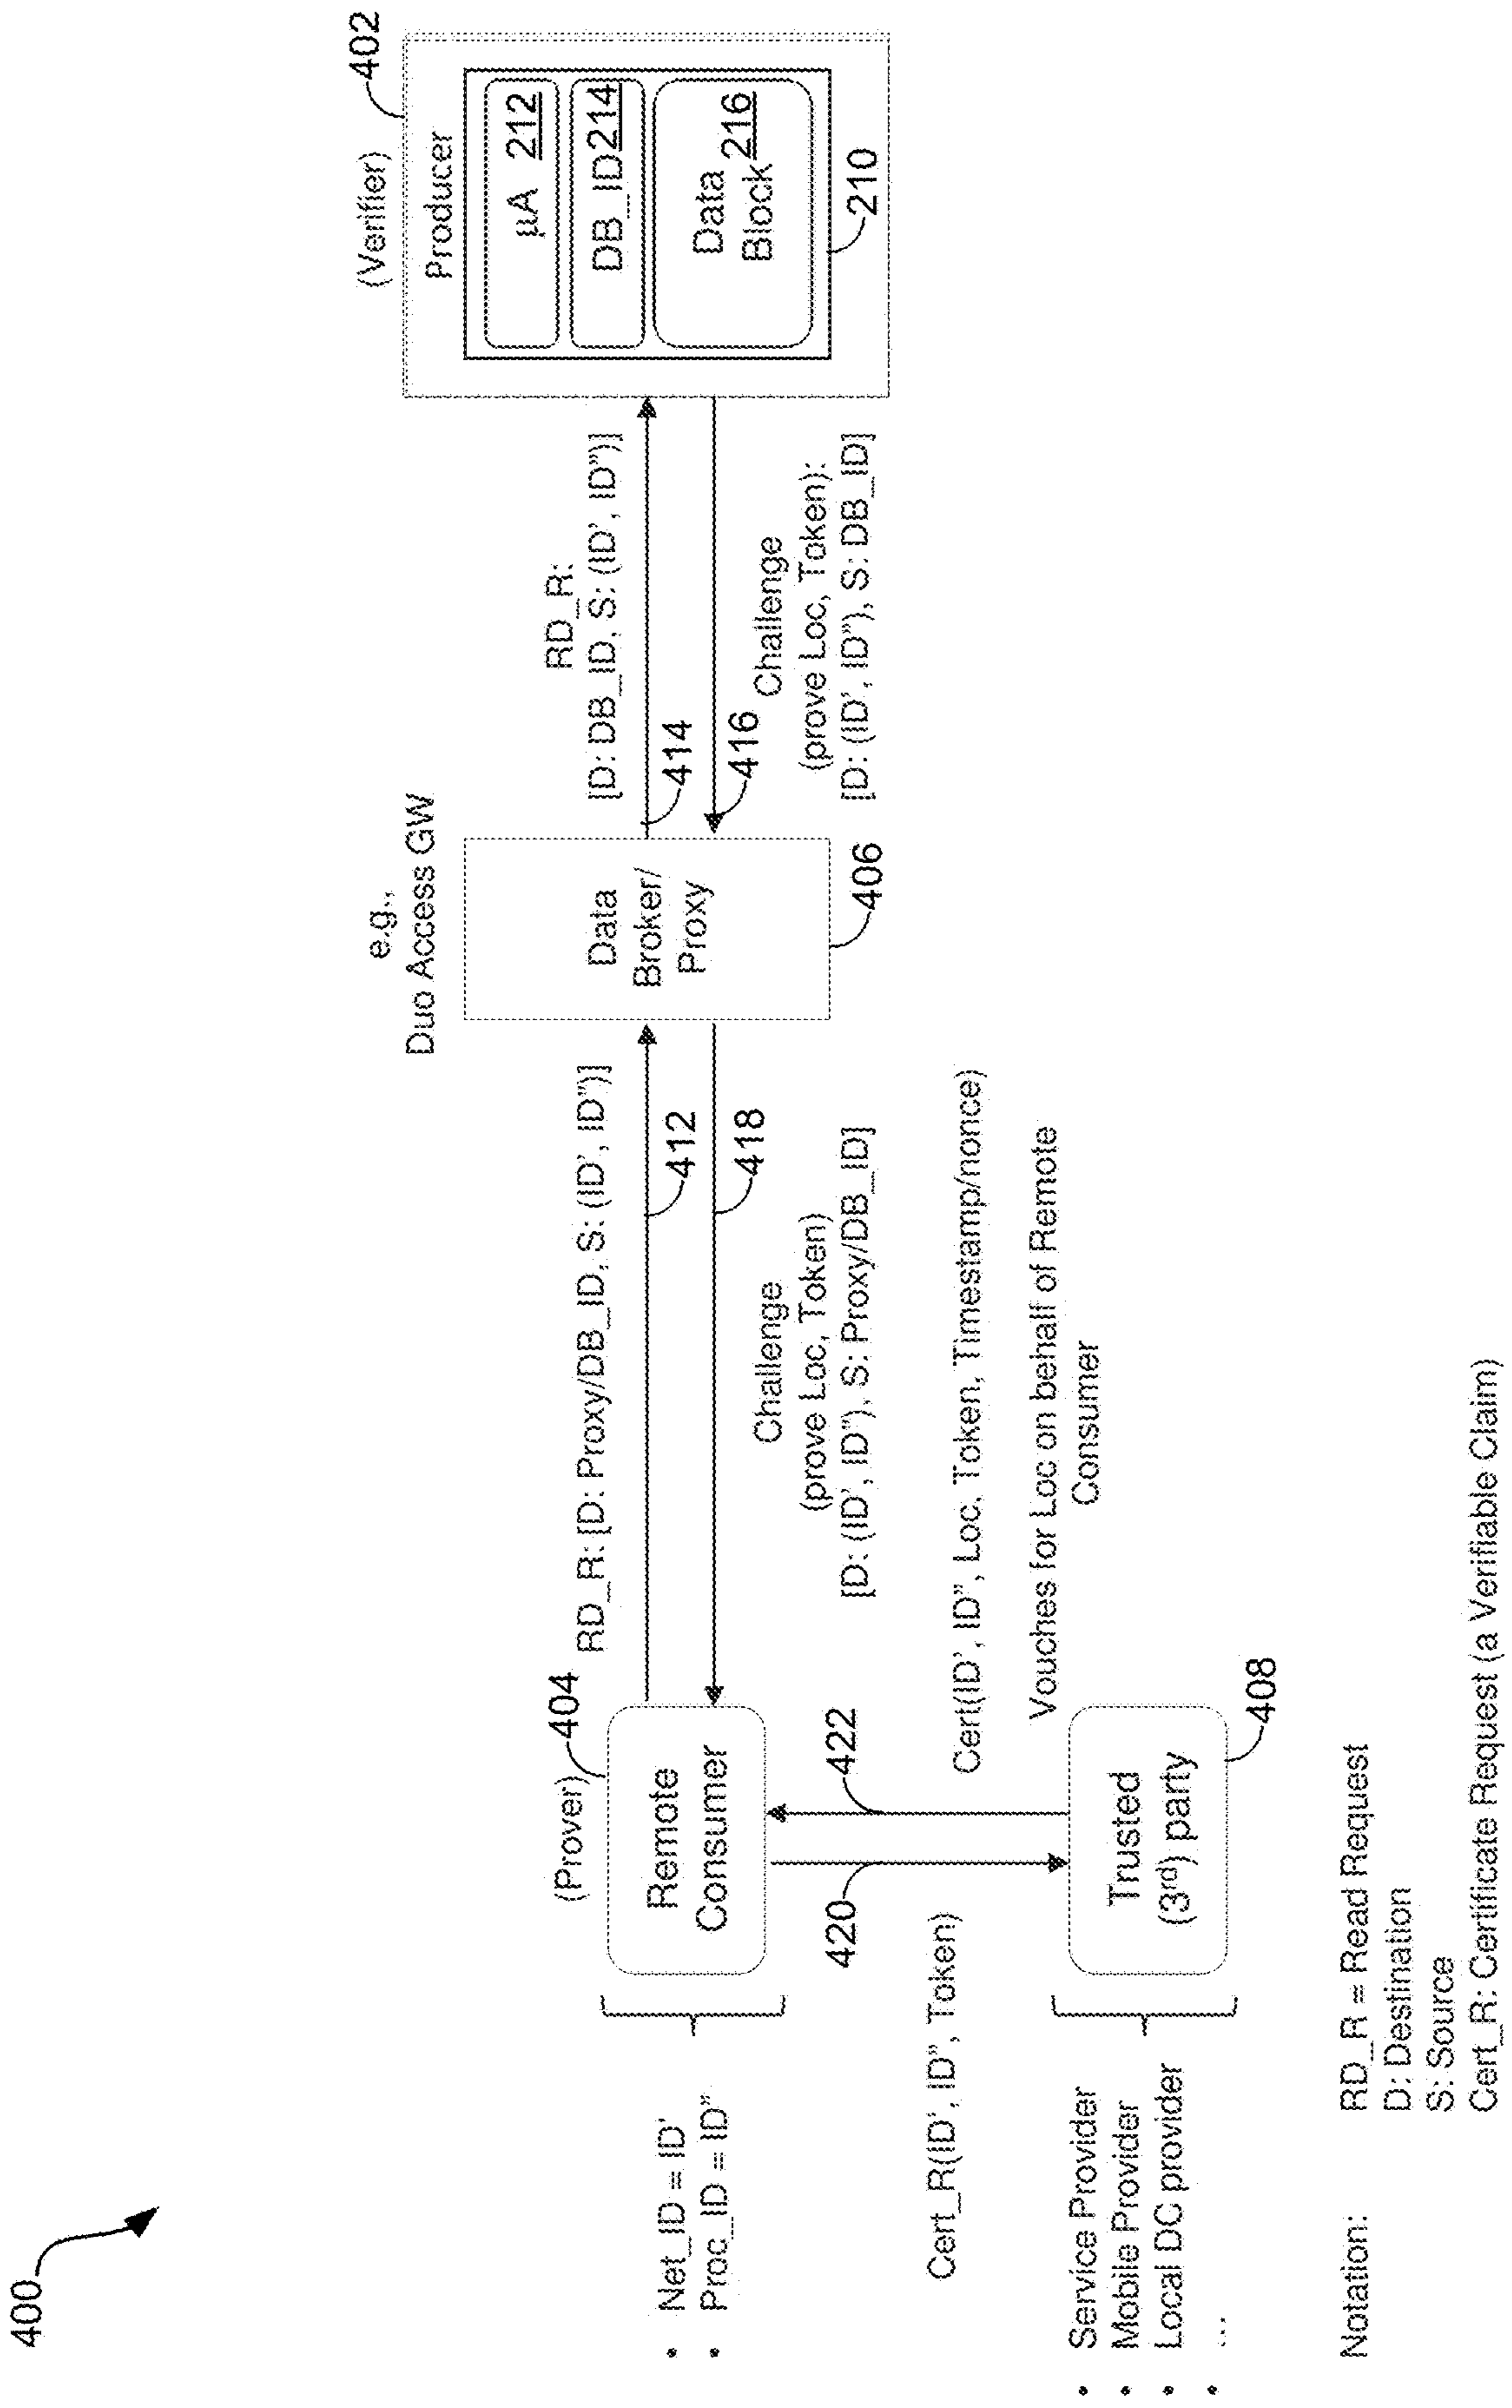 400
• Net_ID = ID'
• Proc_ID = ID"
(Prover)
404
Remote
Consumer
RD_R: [D: Proxy/DB_ID, S: (ID', ID")]
412
418
Challenge
(prove Loc, Token)
[D: (ID', ID"), S: Proxy/DB_ID]
e.g.,
Duo Access GW
Data
Broker/
Proxy
406
RD_R:
[D: DB_ID, S: (ID', ID")]
414
416
Challenge
(prove Loc, Token):
[D: (ID', ID"), S: DB_ID]
(Verifier)
402
Producer
µA 212
DB_ID 214
Data
Block 216
210
420
422
Cert_R(ID', ID", Token)
Cert(ID', ID", Loc, Token, Timestamp/nonce)
Vouches for Loc on behalf of Remote
Consumer
• Service Provider
• Mobile Provider
• Local DC provider
• ...
Trusted
(3rd) party
408
Notation:
RD_R = Read Request
D: Destination
S: Source
Cert_R: Certificate Request (a Verifiable Claim)